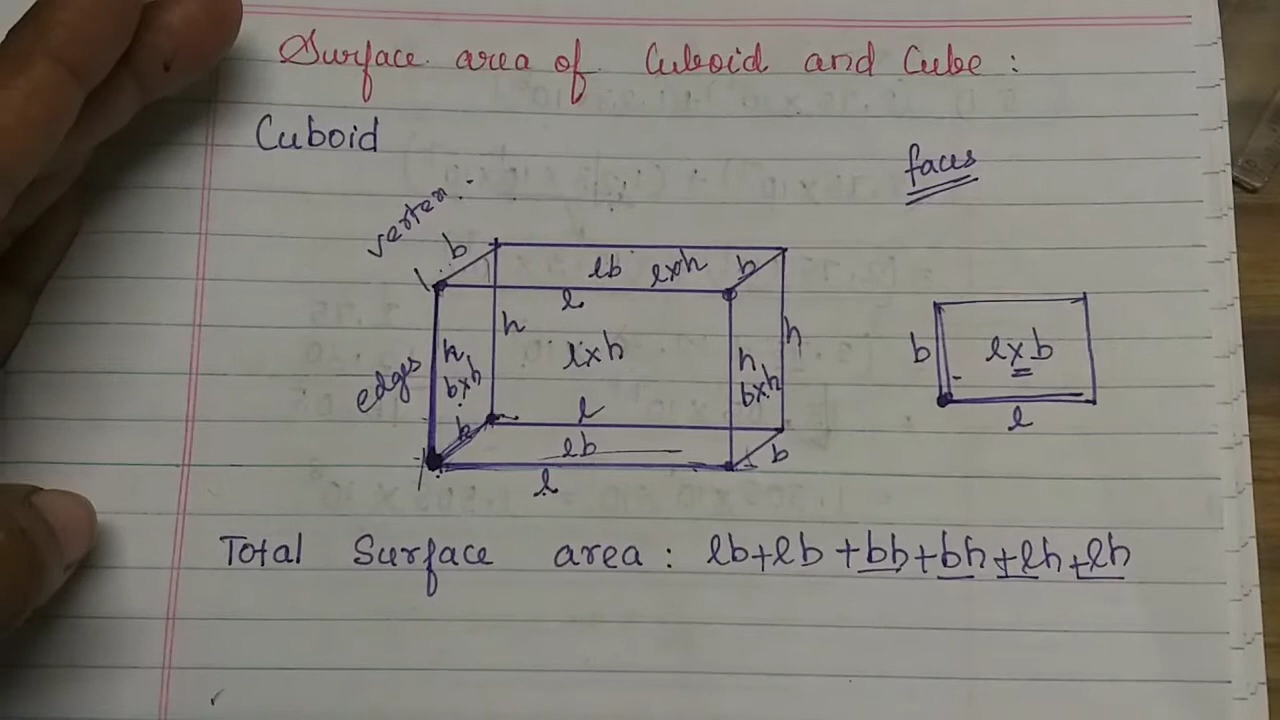 Surface area of Cuboid and Cube :
Cuboid
faces
vertex
b
lb l×h b
l
h
h
edges
h
b×h
l×h
h
b×h
b
l×b
l
b
lb
b
l
l
Total Surface area : lb+lb+bh+bh+lh+lh